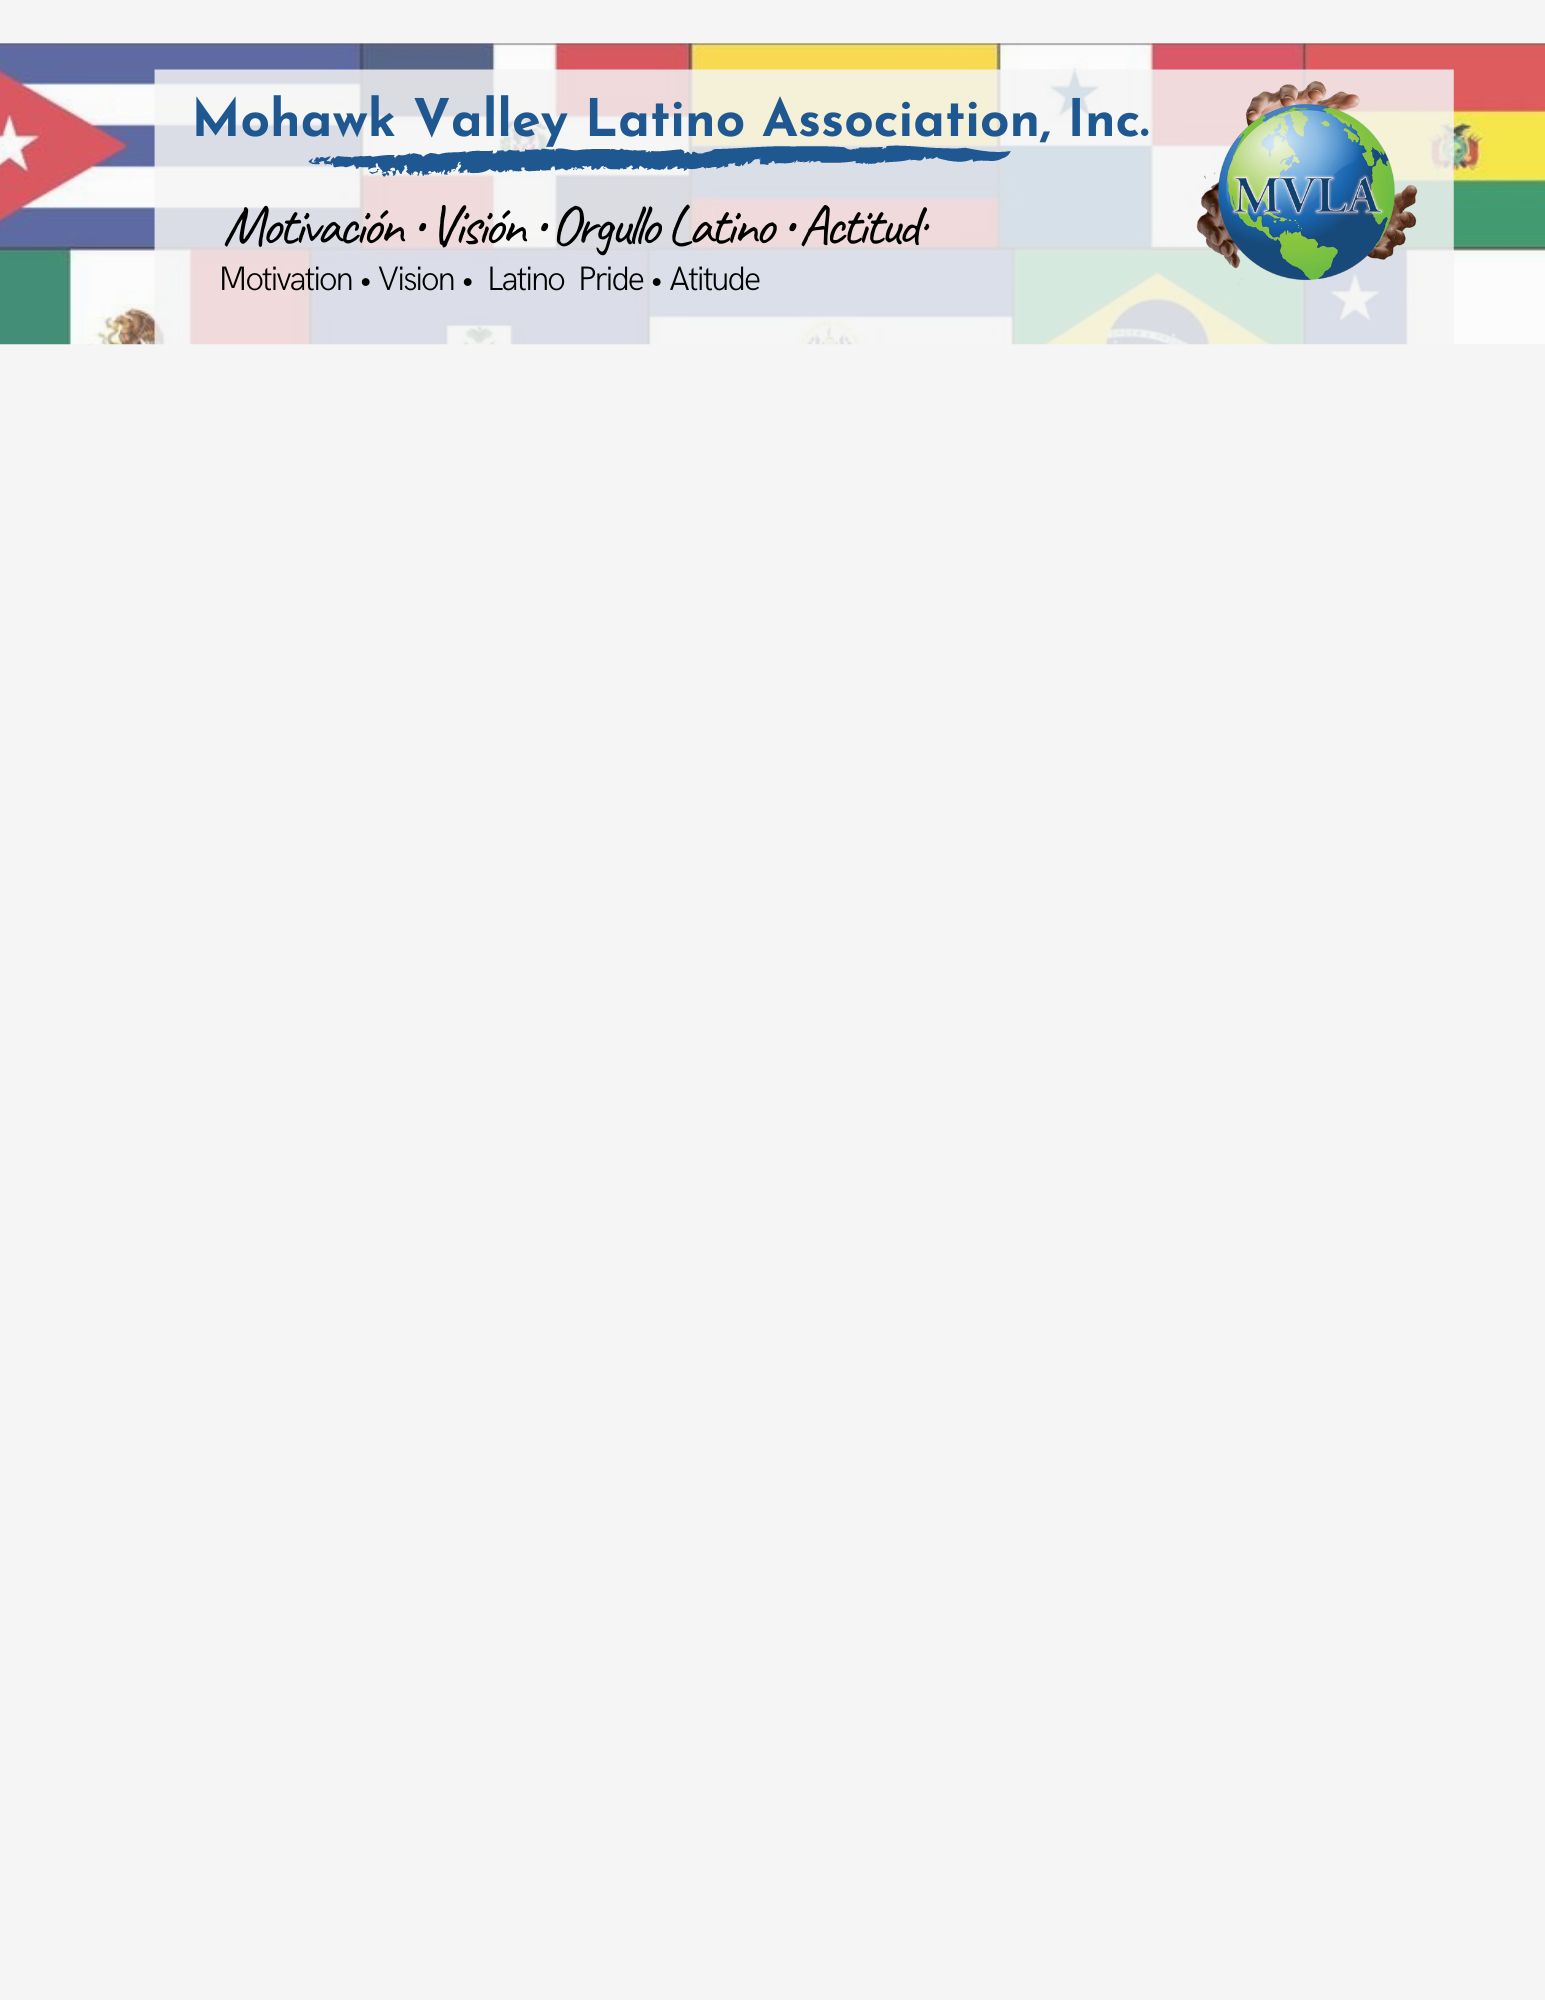 Mohawk Valley Latino Association, Inc.
MVLA
Motivación • Visión • Orgullo Latino • Actitud•
Motivation • Vision • Latino Pride • Atitude